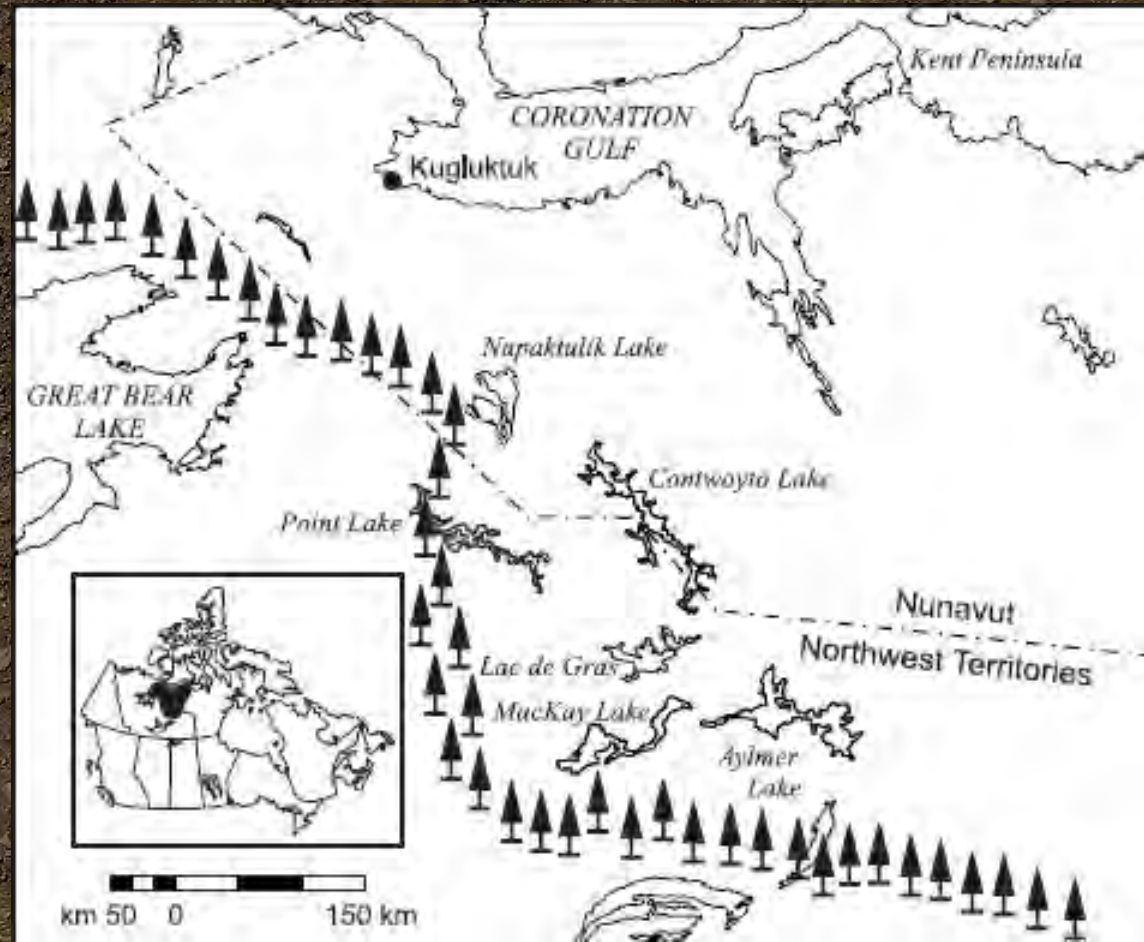 Kent Peninsula
CORONATION
GULF
Kugluktuk
Napaktulik Lake
GREAT BEAR
LAKE
Contwoyto Lake
Point Lake
Nunavut
Northwest Territories
Lac de Gras
MacKay Lake
Aylmer
Lake
km 50 0 150 km